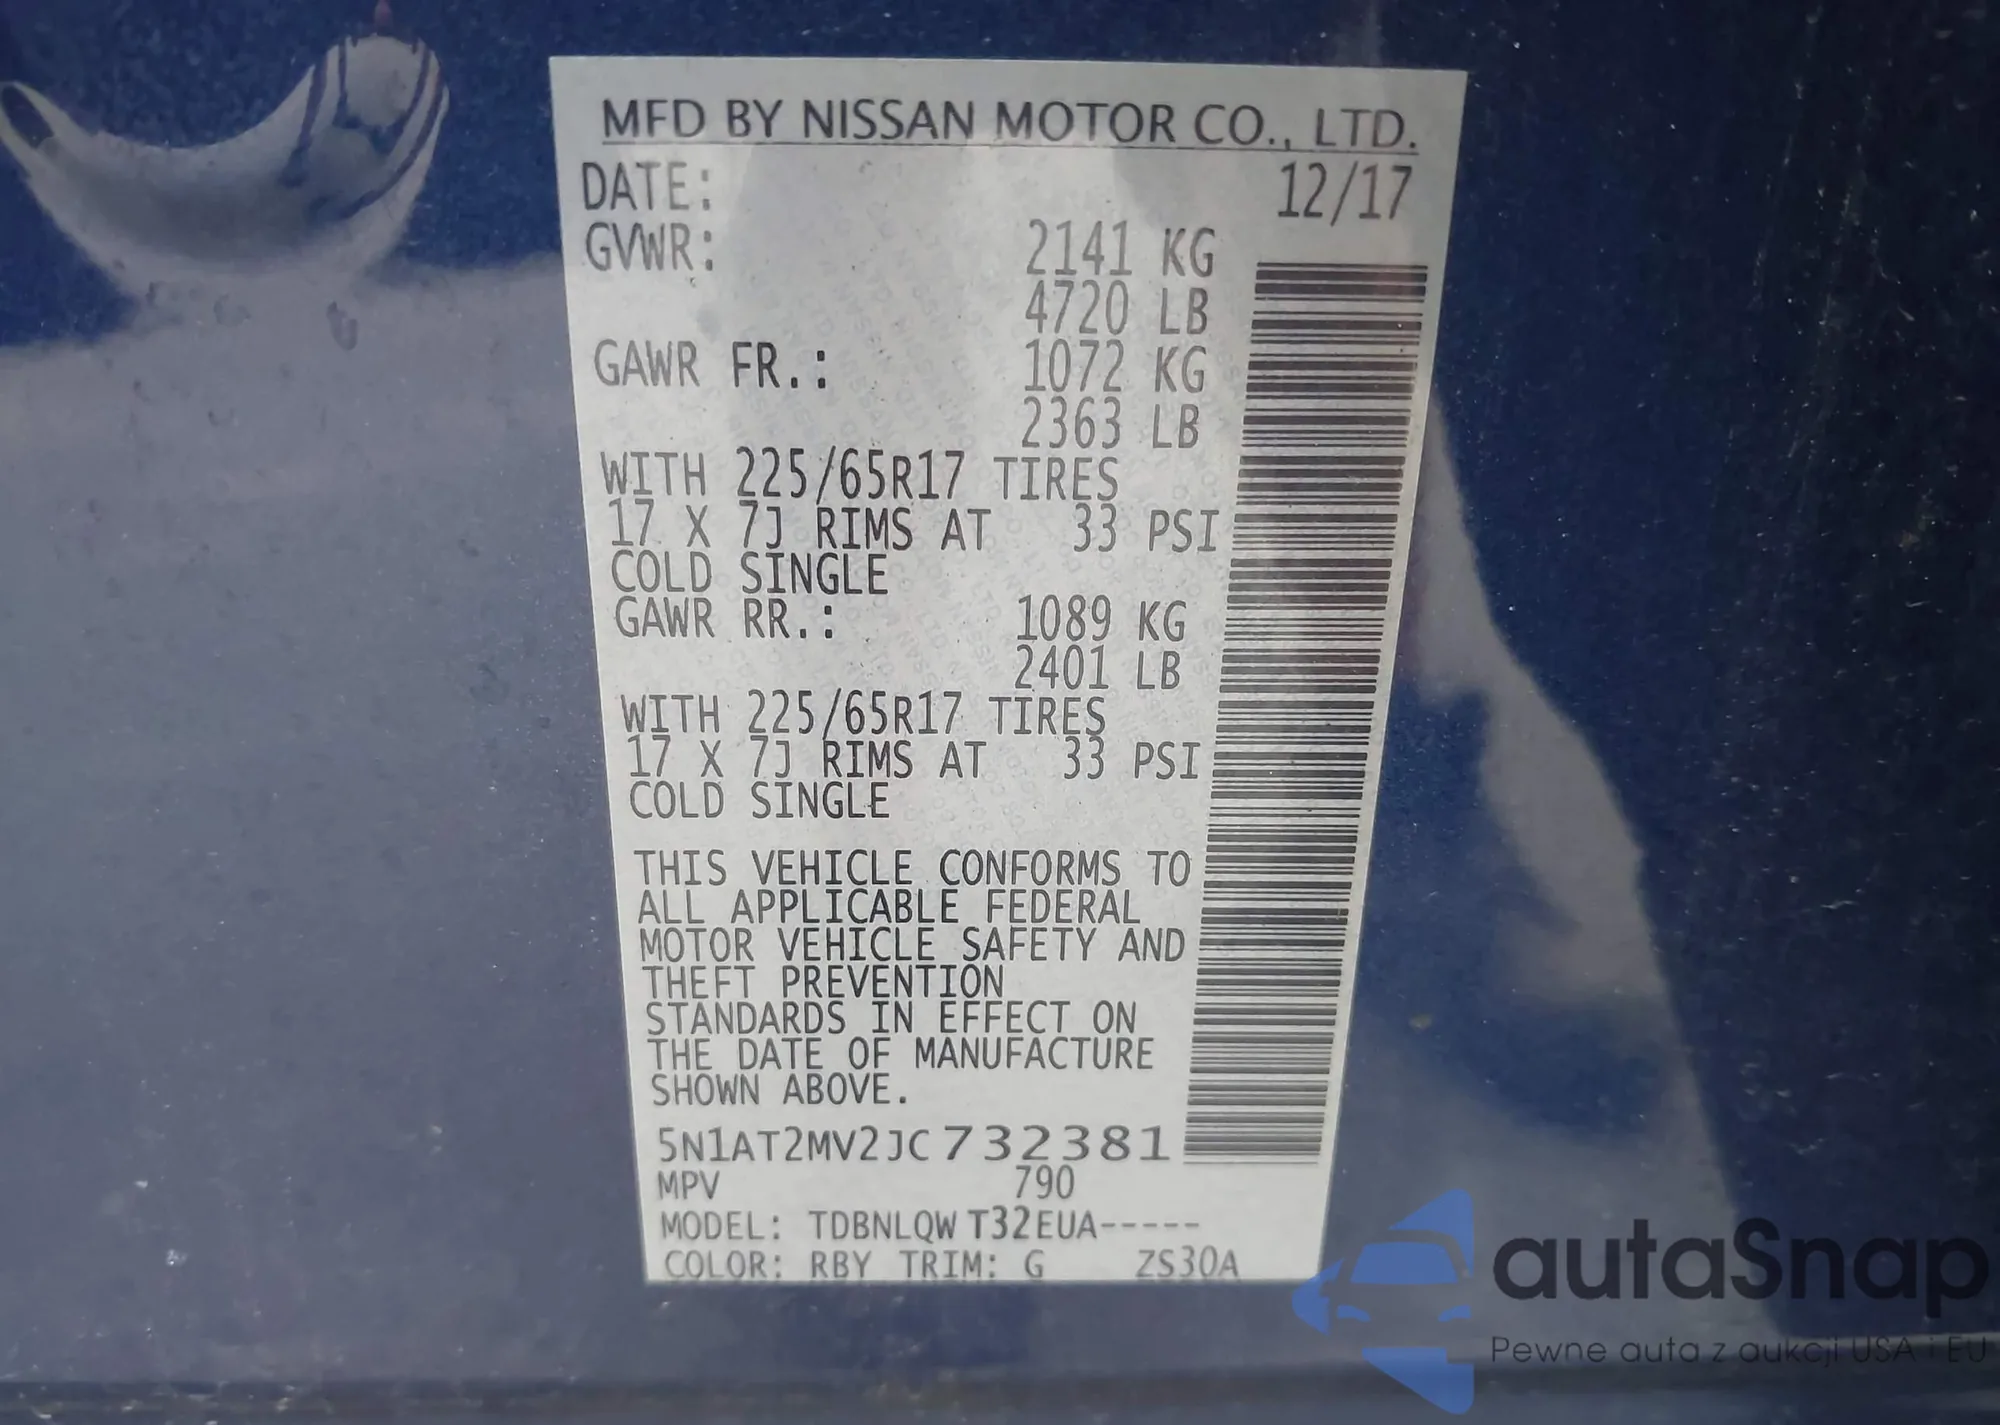 MFD BY NISSAN MOTOR CO., LTD.
DATE: 12/17
GVWR: 2141 KG
4720 LB
GAWR FR.: 1072 KG
2363 LB
WITH 225/65R17 TIRES
17 X 7J RIMS AT 33 PSI
COLD SINGLE
GAWR RR.: 1089 KG
2401 LB
WITH 225/65R17 TIRES
17 X 7J RIMS AT 33 PSI
COLD SINGLE
THIS VEHICLE CONFORMS TO
ALL APPLICABLE FEDERAL
MOTOR VEHICLE SAFETY AND
THEFT PREVENTION
STANDARDS IN EFFECT ON
THE DATE OF MANUFACTURE
SHOWN ABOVE.
5N1AT2MV2JC732381
MPV 790
MODEL: TDBNLQW T32EUA-----
COLOR: RBY TRIM: G ZS30A
autaSnap
Pewne auta z aukcji USA i EU